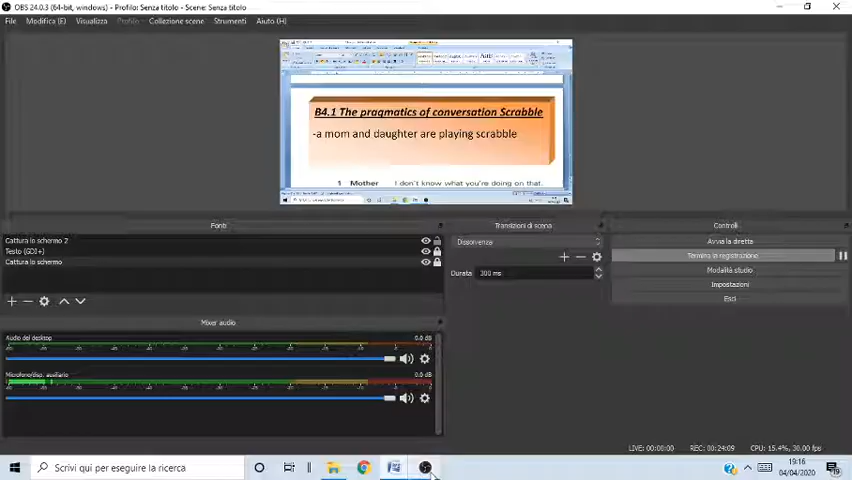 OBS 24.0.3 (64-bit, windows) - Profilo: Senza titolo - Scene: Senza titolo
File Modifica (E) Visualizza Profilo Collezione scene Strumenti Aiuto (H)
B4.1 The pragmatics of conversation Scrabble
-a mom and daughter are playing scrabble
1 Mother I don't know what you're doing on that.
Fonti Transizioni di scena Controlli
Cattura lo schermo 2
Testo (GDI+)
Cattura lo schermo
Dissolvenza
Durata 300 ms
Avvia la diretta
Termina la registrazione
Modalità studio
Impostazioni
Esci
Mixer audio
Audio del desktop 0.0 dB
Microfono/disp. ausiliario 0.0 dB
LIVE: 00:00:00 REC: 00:24:09 CPU: 15.4%, 30.00 fps
Scrivi qui per eseguire la ricerca
19:16
04/04/2020
19